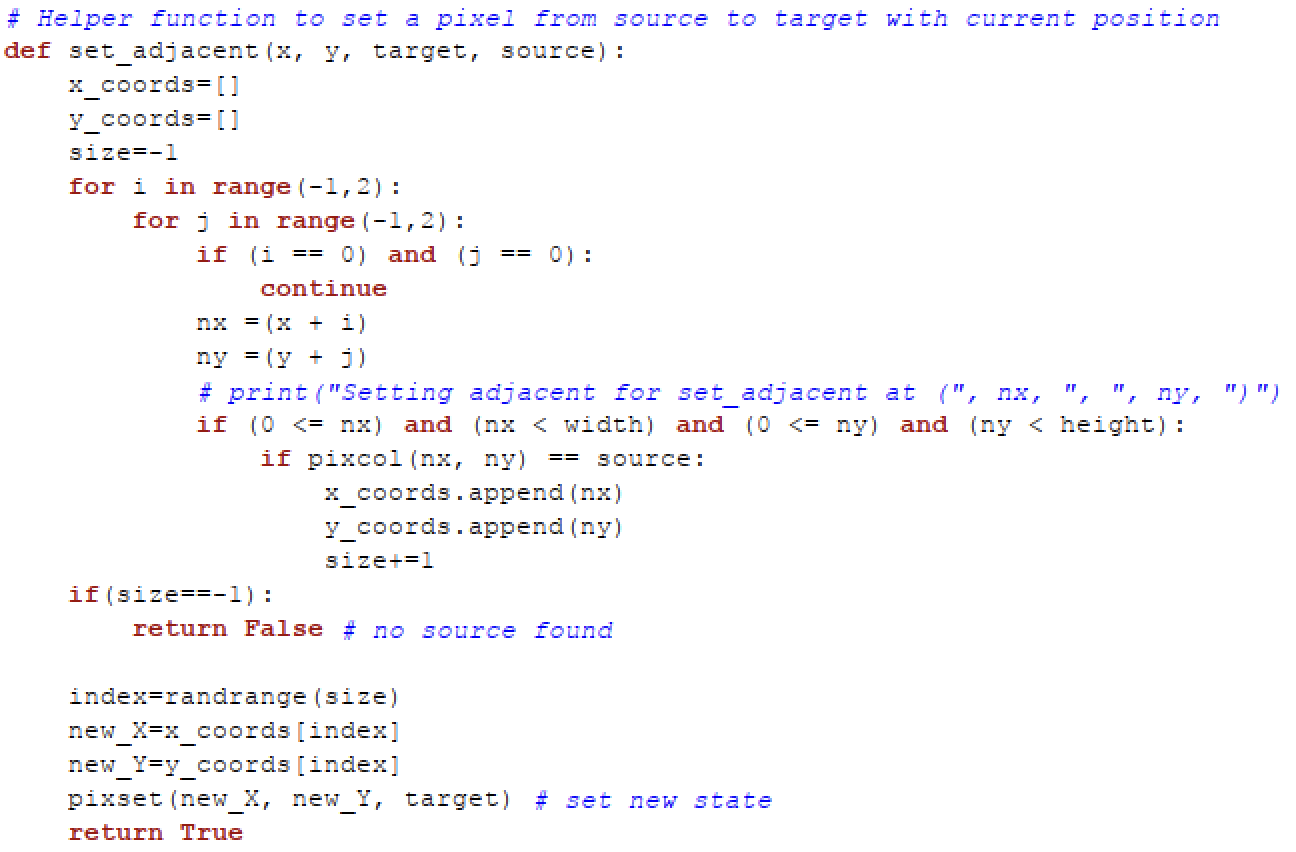 # Helper function to set a pixel from source to target with current position
def set_adjacent(x, y, target, source):
    x_coords=[]
    y_coords=[]
    size=-1
    for i in range(-1,2):
        for j in range(-1,2):
            if (i == 0) and (j == 0):
                continue
            nx =(x + i)
            ny =(y + j)
            # print("Setting adjacent for set_adjacent at (", nx, ", ", ny, ")")
            if (0 <= nx) and (nx < width) and (0 <= ny) and (ny < height):
                if pixcol(nx, ny) == source:
                    x_coords.append(nx)
                    y_coords.append(ny)
                    size+=1
    if(size==-1):
        return False # no source found

    index=randrange(size)
    new_X=x_coords[index]
    new_Y=y_coords[index]
    pixset(new_X, new_Y, target) # set new state
    return True